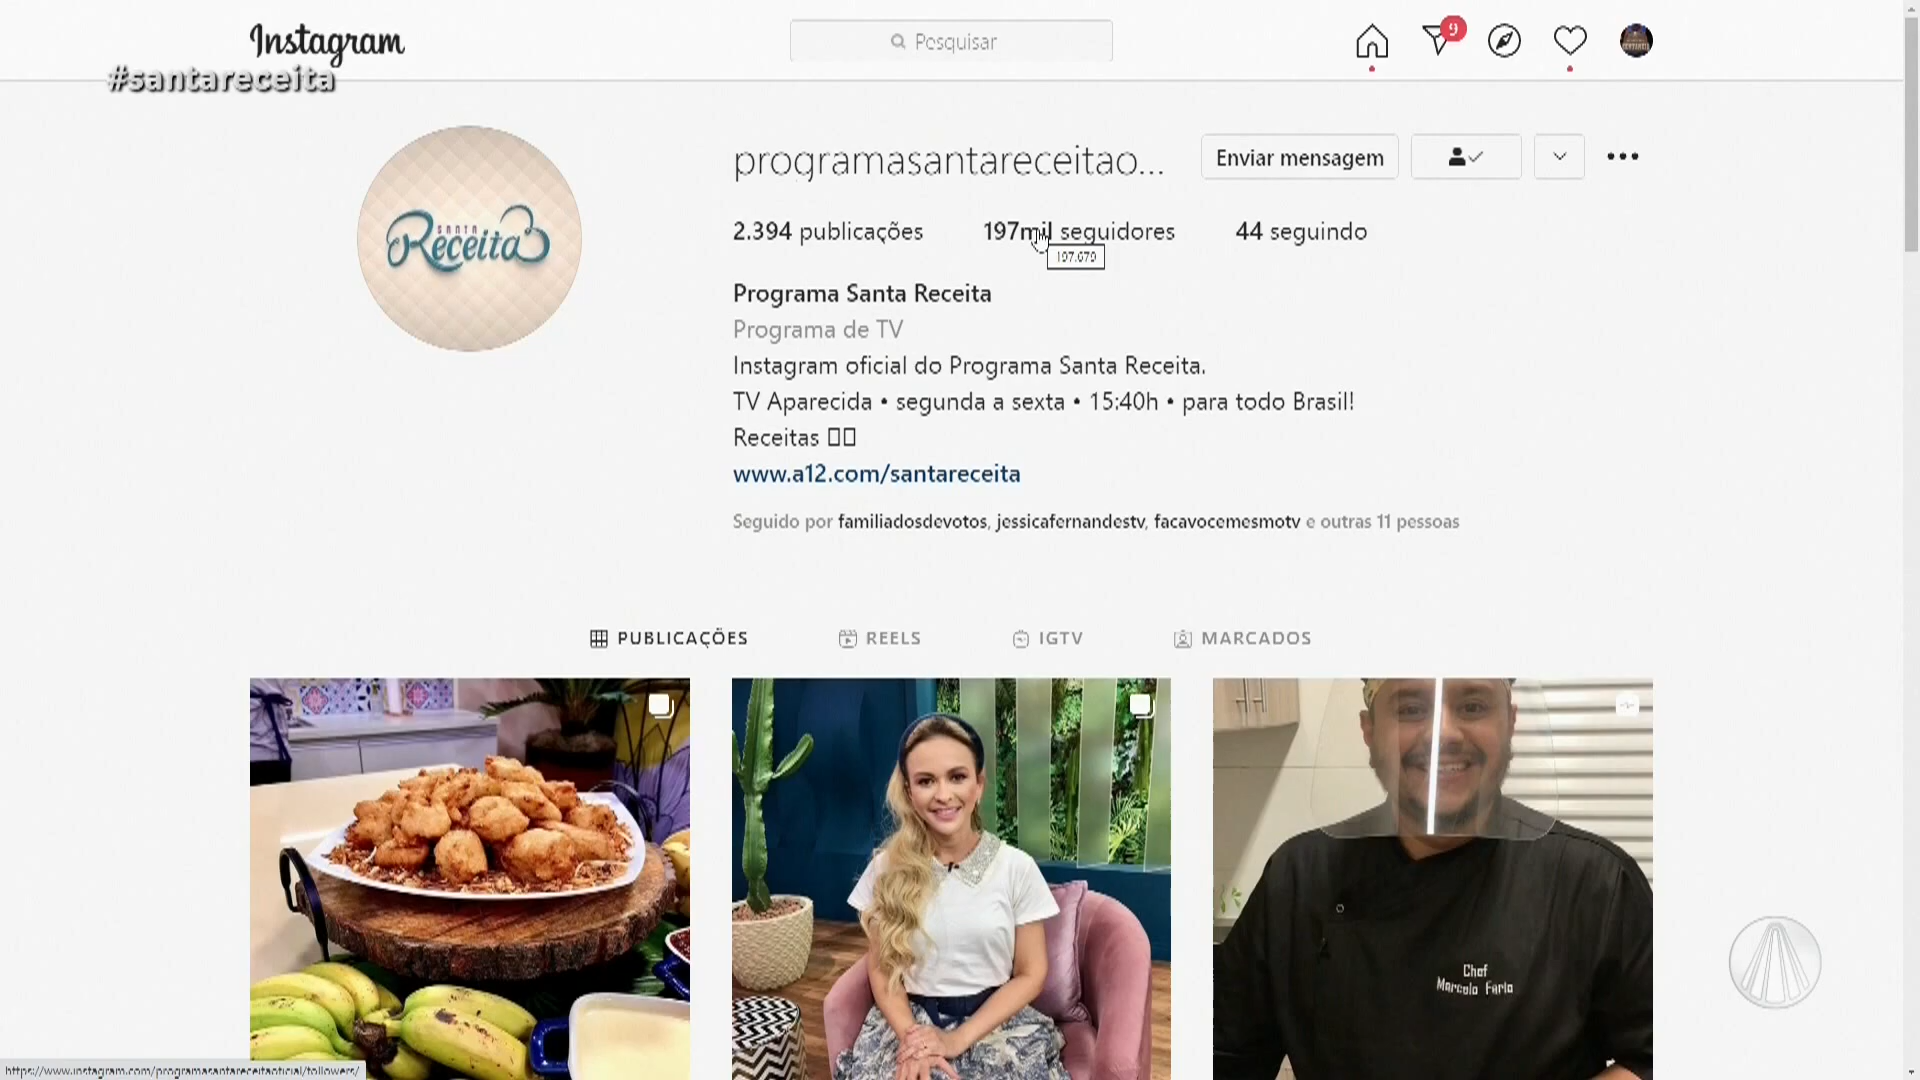 Instagram
Pesquisar
9
#santareceita
SANTA
Receita
programasantareceitao...
Enviar mensagem
2.394 publicações
197mil seguidores
44 seguindo
197.679
Programa Santa Receita
Programa de TV
Instagram oficial do Programa Santa Receita.
TV Aparecida • segunda a sexta • 15:40h • para todo Brasil!
Receitas
www.a12.com/santareceita
Seguido por familiadosdevotos, jessicafernandestv, facavocemesmotv e outras 11 pessoas
PUBLICAÇÕES
REELS
IGTV
MARCADOS
Chef
Marcelo Faria
https://www.instagram.com/programasantareceitaoficial/followers/